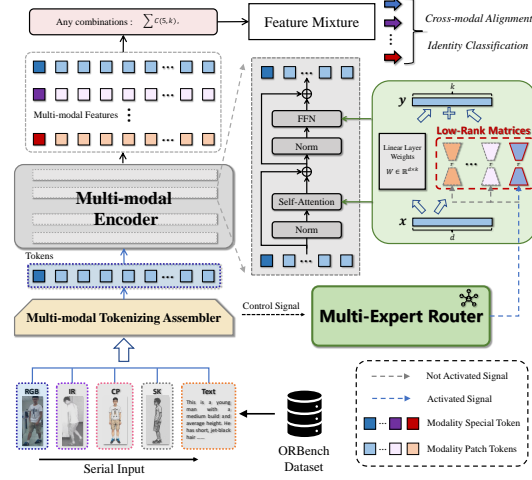 Any combinations : ∑ C(5, k).
Feature Mixture
Cross-modal Alignment
Identity Classification
Multi-modal Features
FFN
Norm
Self-Attention
Norm
k
y
Low-Rank Matrices
Linear Layer
Weights
W ∈ ℝ^{d×k}
r
r
r
x
d
Multi-modal
Encoder
Tokens
Multi-modal Tokenizing Assembler
Control Signal
Multi-Expert Router
RGB
IR
CP
SK
Text
This is a young
man with a
medium build and
average height. He
has short, jet-black
hair ......
Serial Input
ORBench
Dataset
Not Activated Signal
Activated Signal
Modality Special Token
Modality Patch Tokens